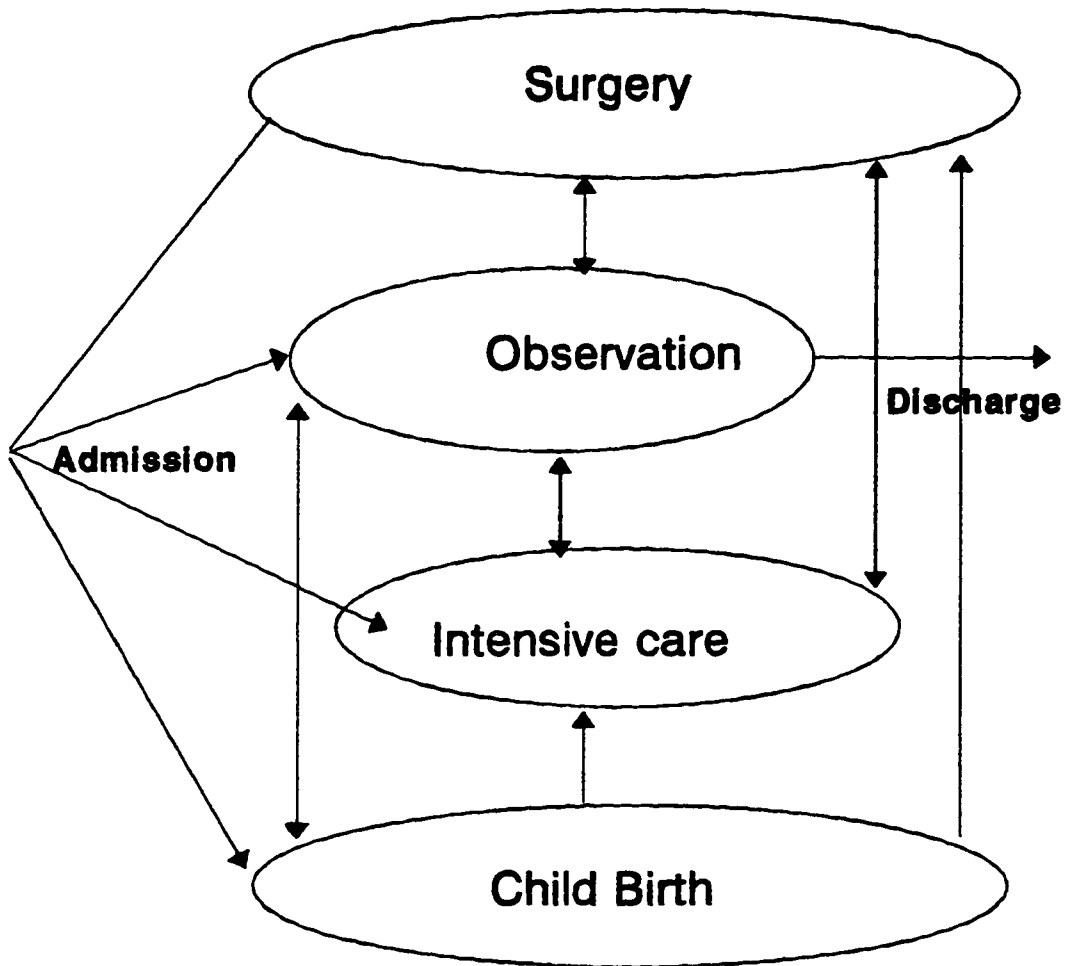 Surgery
Observation
Discharge
Admission
Intensive care
Child Birth